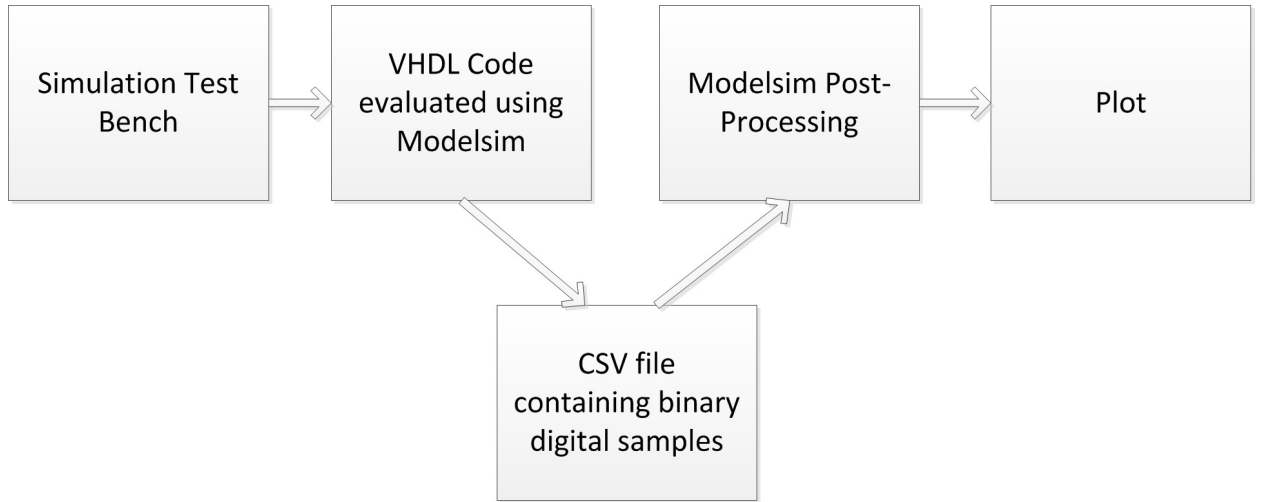 Simulation Test
Bench
VHDL Code
evaluated using
Modelsim
CSV file
containing binary
digital samples
Modelsim Post-
Processing
Plot